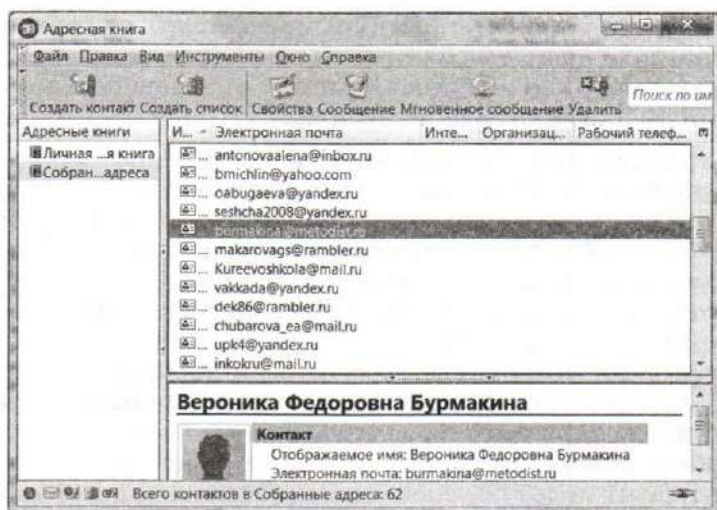 Адресная книга
Файл Правка Вид Инструменты Окно Справка
Создать контакт Создать список Свойства Сообщение Мгновенное сообщение Удалить
Поиск по им
Адресные книги
Личная ...я книга
Собран...адреса
И... Электронная почта Инте... Организац... Рабочий телеф...
... antonovaalena@inbox.ru
... bmichlin@yahoo.com
... oabugaeva@yandex.ru
... seshcha2008@yandex.ru
... burmakina@metodist.ru
... makarovags@rambler.ru
... Kureevoshkola@mail.ru
... vakkada@yandex.ru
... dek86@rambler.ru
... chubarova_ea@mail.ru
... upk4@yandex.ru
... inkokru@mail.ru
Вероника Федоровна Бурмакина
Контакт
Отображаемое имя: Вероника Федоровна Бурмакина
Электронная почта: burmakina@metodist.ru
Всего контактов в Собранные адреса: 62